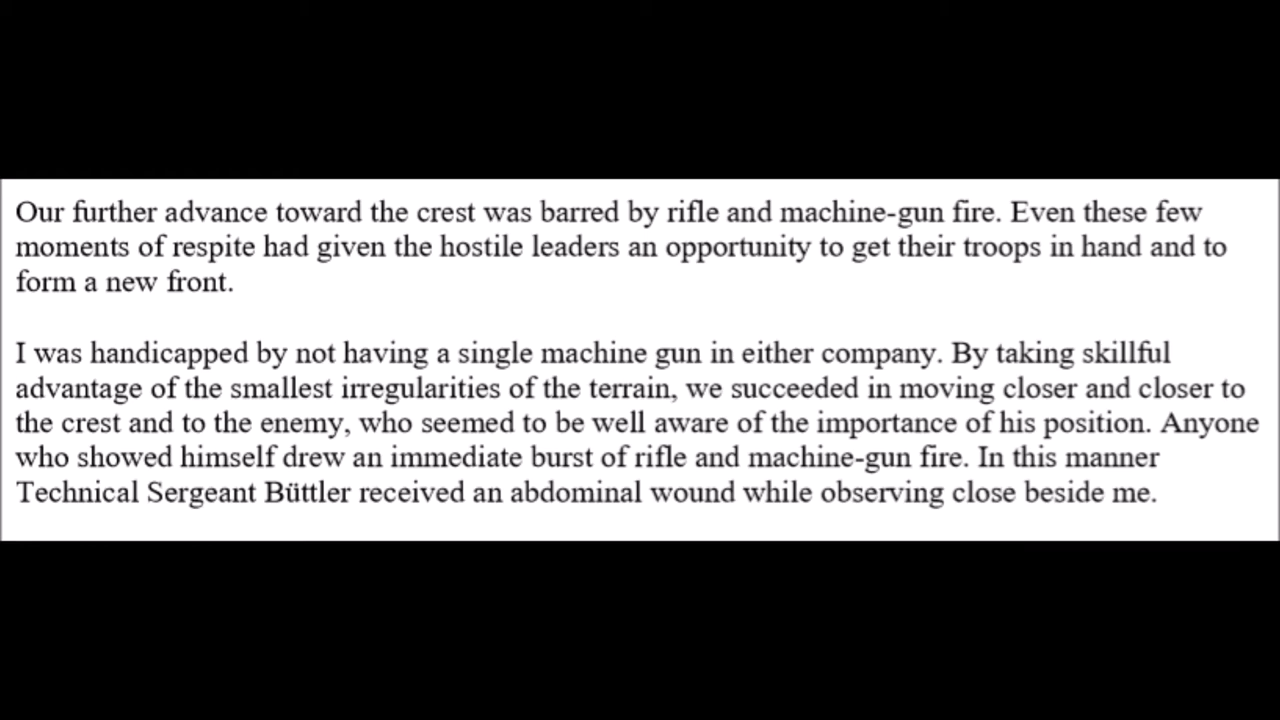 Our further advance toward the crest was barred by rifle and machine-gun fire. Even these few
moments of respite had given the hostile leaders an opportunity to get their troops in hand and to
form a new front.
I was handicapped by not having a single machine gun in either company. By taking skillful
advantage of the smallest irregularities of the terrain, we succeeded in moving closer and closer to
the crest and to the enemy, who seemed to be well aware of the importance of his position. Anyone
who showed himself drew an immediate burst of rifle and machine-gun fire. In this manner
Technical Sergeant Büttler received an abdominal wound while observing close beside me.